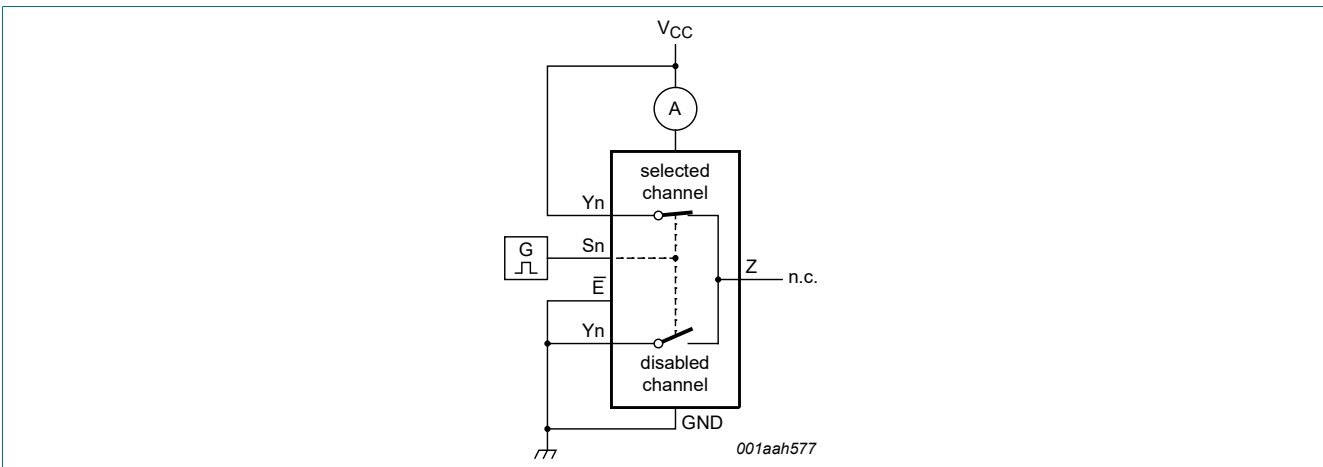 VCC
A
selected
channel
Yn
G
Sn
E̅
Z
n.c.
Yn
disabled
channel
GND
001aah577